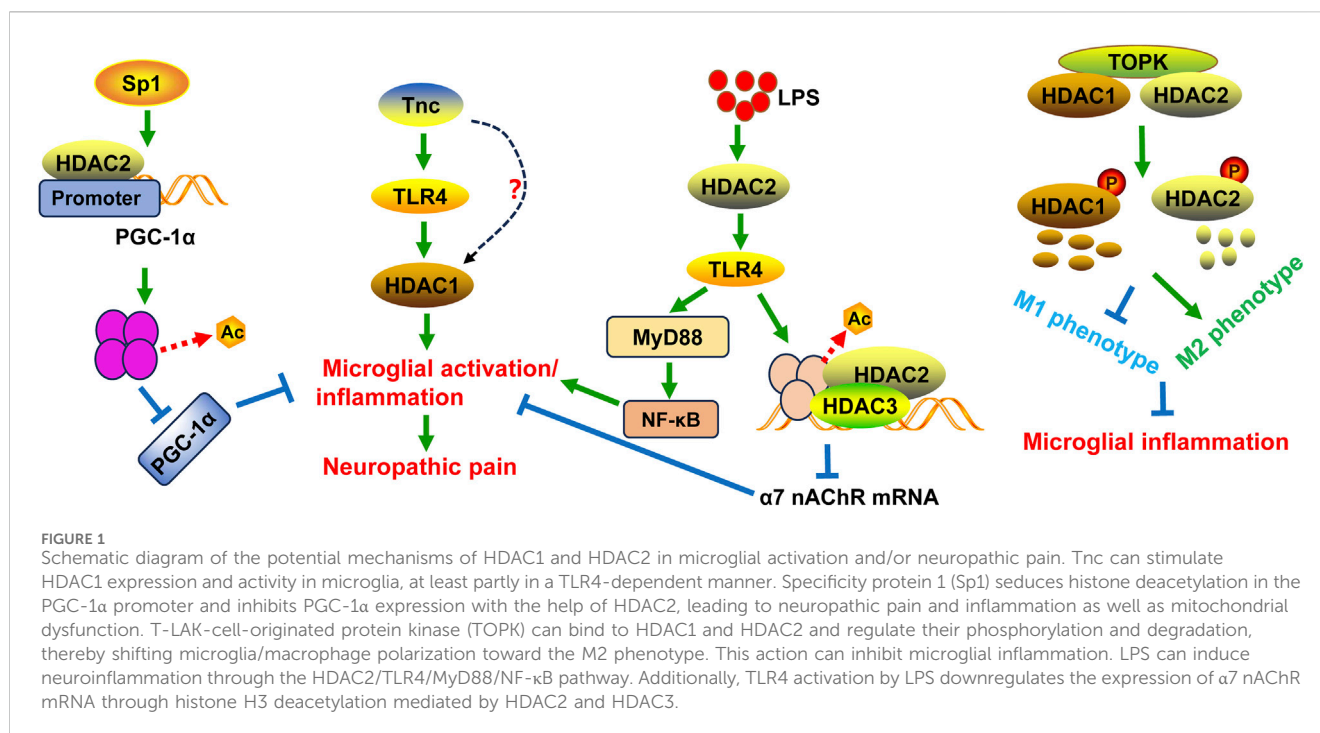 Sp1
HDAC2
Promoter
PGC-1α
Ac
PGC-1α
Tnc
?
TLR4
HDAC1
Microglial activation/
inflammation
Neuropathic pain
LPS
HDAC2
TLR4
MyD88
NF-κB
Ac
HDAC2
HDAC3
α7 nAChR mRNA
TOPK
HDAC1
HDAC2
P
HDAC1
P
HDAC2
M1 phenotype
M2 phenotype
Microglial inflammation
FIGURE 1
Schematic diagram of the potential mechanisms of HDAC1 and HDAC2 in microglial activation and/or neuropathic pain. Tnc can stimulate
HDAC1 expression and activity in microglia, at least partly in a TLR4-dependent manner. Specificity protein 1 (Sp1) seduces histone deacetylation in the
PGC-1α promoter and inhibits PGC-1α expression with the help of HDAC2, leading to neuropathic pain and inflammation as well as mitochondrial
dysfunction. T-LAK-cell-originated protein kinase (TOPK) can bind to HDAC1 and HDAC2 and regulate their phosphorylation and degradation,
thereby shifting microglia/macrophage polarization toward the M2 phenotype. This action can inhibit microglial inflammation. LPS can induce
neuroinflammation through the HDAC2/TLR4/MyD88/NF-κB pathway. Additionally, TLR4 activation by LPS downregulates the expression of α7 nAChR
mRNA through histone H3 deacetylation mediated by HDAC2 and HDAC3.